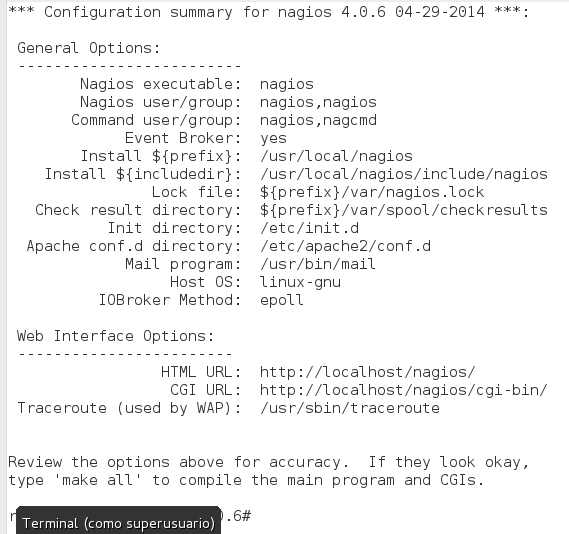 *** Configuration summary for nagios 4.0.6 04-29-2014 ***:
General Options:
-------------------------
Nagios executable:  nagios
Nagios user/group:  nagios,nagios
Command user/group:  nagios,nagcmd
Event Broker:  yes
Install ${prefix}:  /usr/local/nagios
Install ${includedir}:  /usr/local/nagios/include/nagios
Lock file:  ${prefix}/var/nagios.lock
Check result directory:  ${prefix}/var/spool/checkresults
Init directory:  /etc/init.d
Apache conf.d directory:  /etc/apache2/conf.d
Mail program:  /usr/bin/mail
Host OS:  linux-gnu
IOBroker Method:  epoll
Web Interface Options:
------------------------
HTML URL:  http://localhost/nagios/
CGI URL:  http://localhost/nagios/cgi-bin/
Traceroute (used by WAP):  /usr/sbin/traceroute
Review the options above for accuracy.  If they look okay,
type 'make all' to compile the main program and CGIs.
.6#
Terminal (como superusuario)